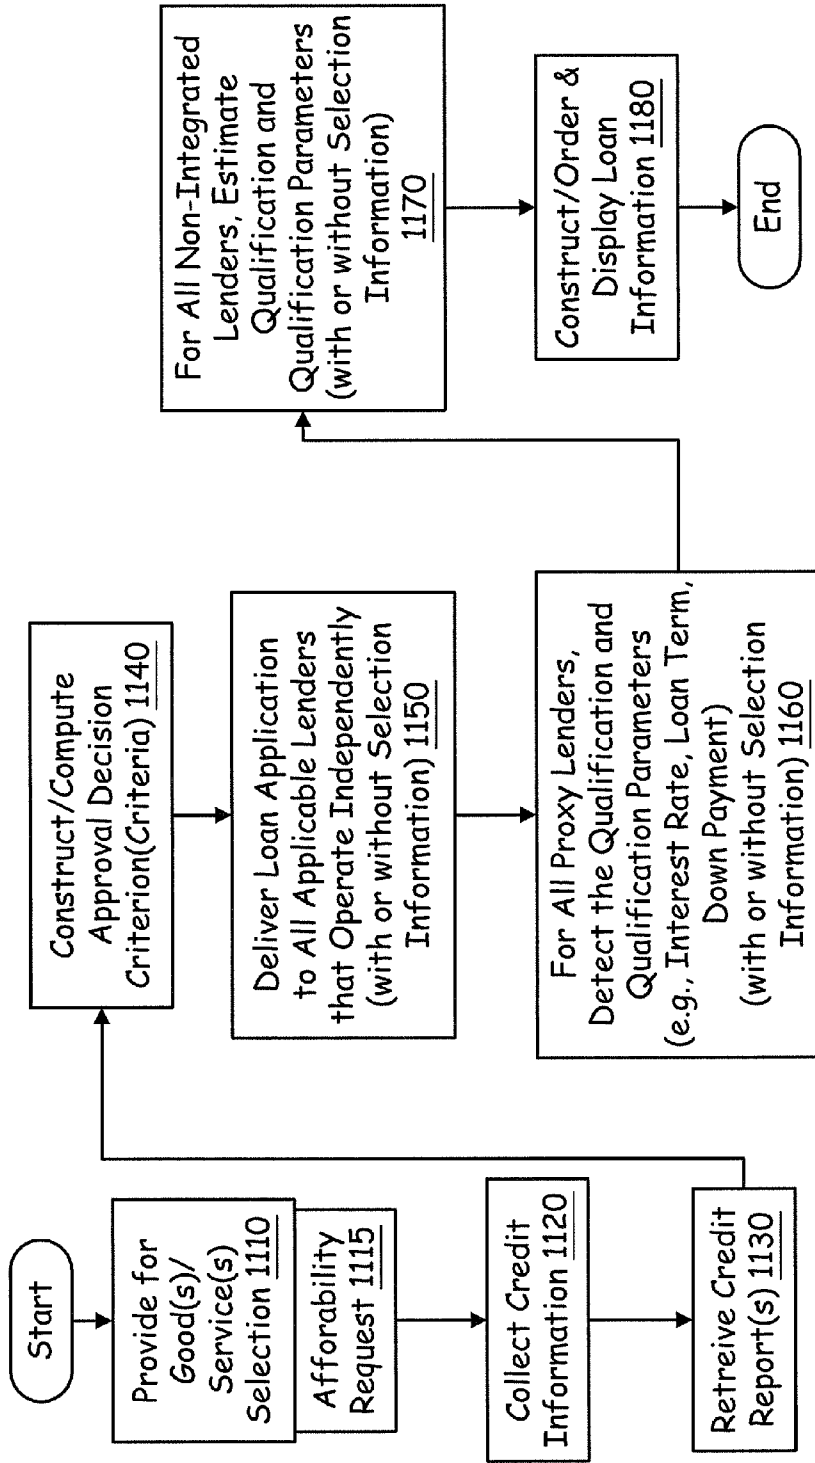 Start
Provide for
Good(s)/
Service(s)
Selection 1110
Afforability
Request 1115
Collect Credit
Information 1120
Retreive Credit
Report(s) 1130
Construct/Compute
Approval Decision
Criterion(Criteria) 1140
Deliver Loan Application
to All Applicable Lenders
that Operate Independently
(with or without Selection
Information) 1150
For All Proxy Lenders,
Detect the Qualification and
Qualification Parameters
(e.g., Interest Rate, Loan Term,
Down Payment)
(with or without Selection
Information) 1160
For All Non-Integrated
Lenders, Estimate
Qualification and
Qualification Parameters
(with or without Selection
Information)
1170
Construct/Order &
Display Loan
Information 1180
End